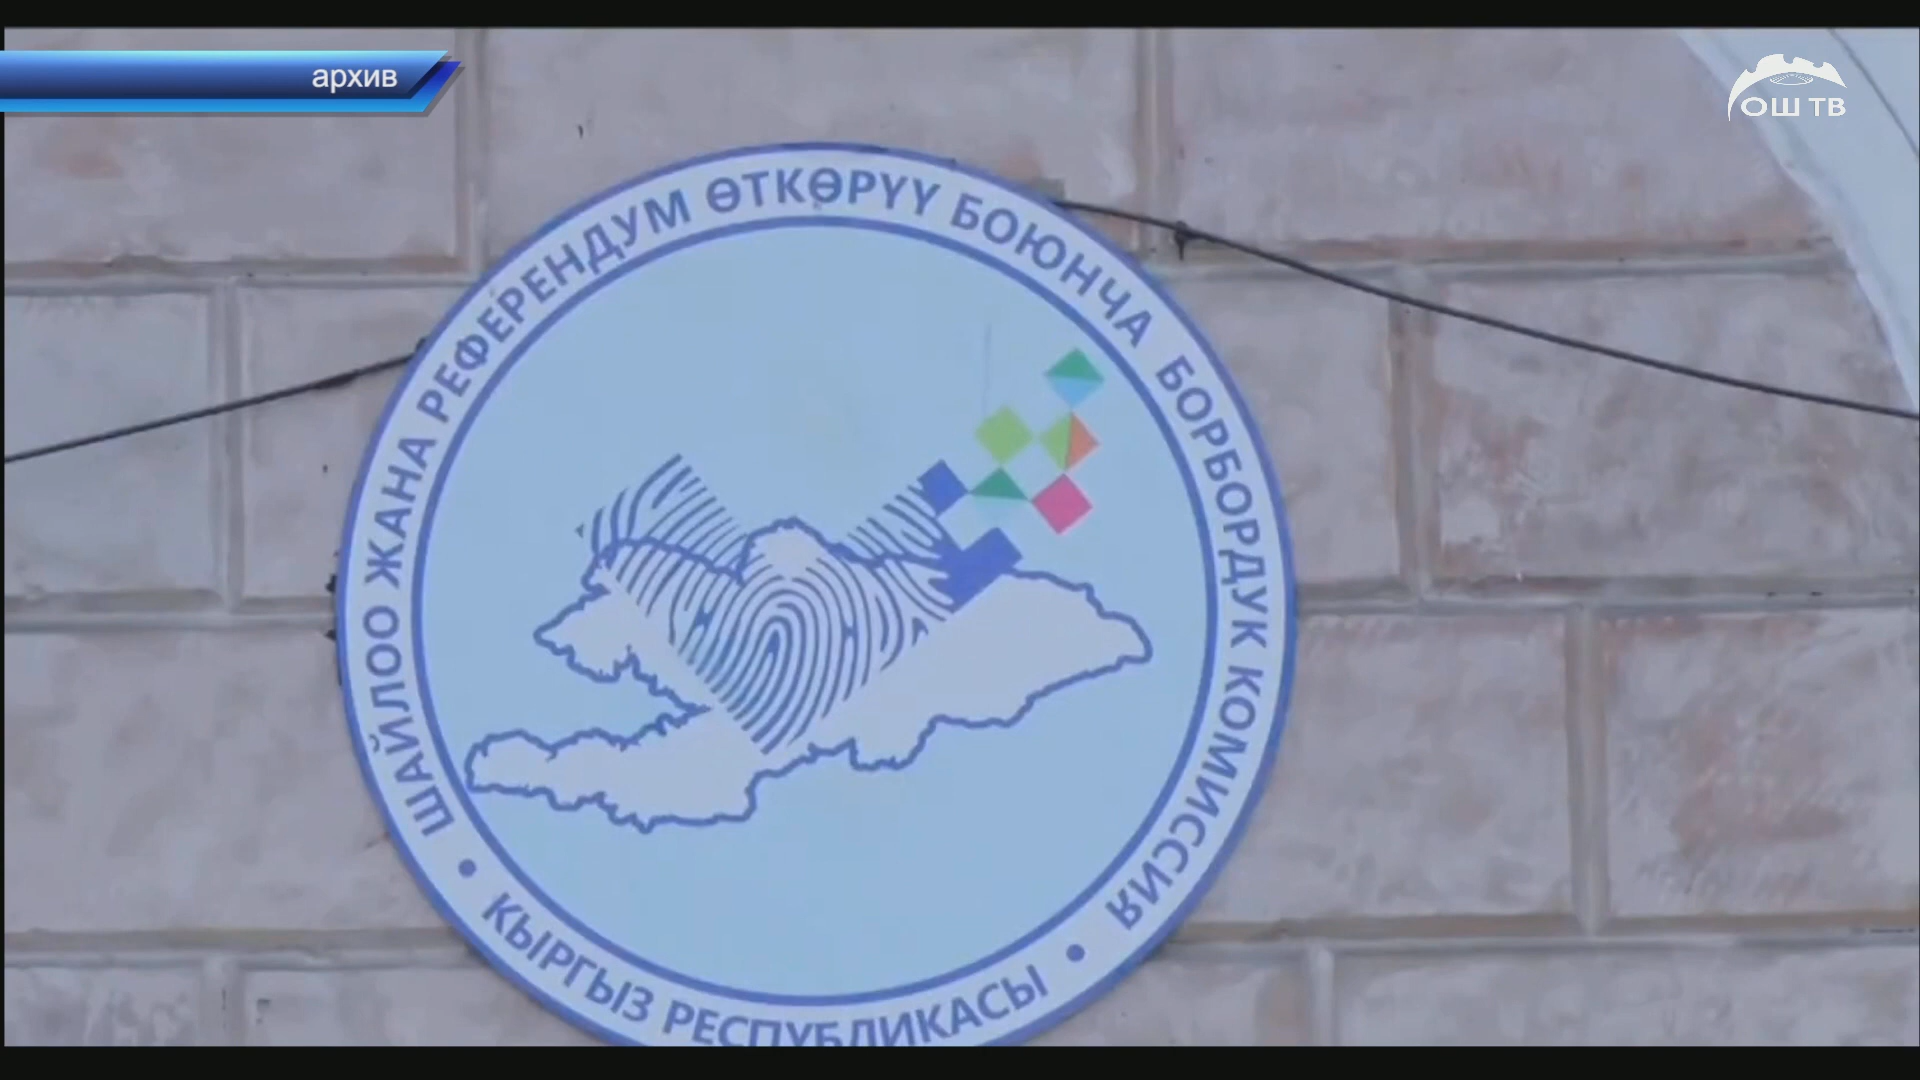 архив
ОШ ТВ
ШАЙЛОО ЖАНА РЕФЕРЕНДУМ ӨТКӨРҮҮ БОЮНЧА БОРБОРДУК КОМИССИЯ
• КЫРГЫЗ РЕСПУБЛИКАСЫ •